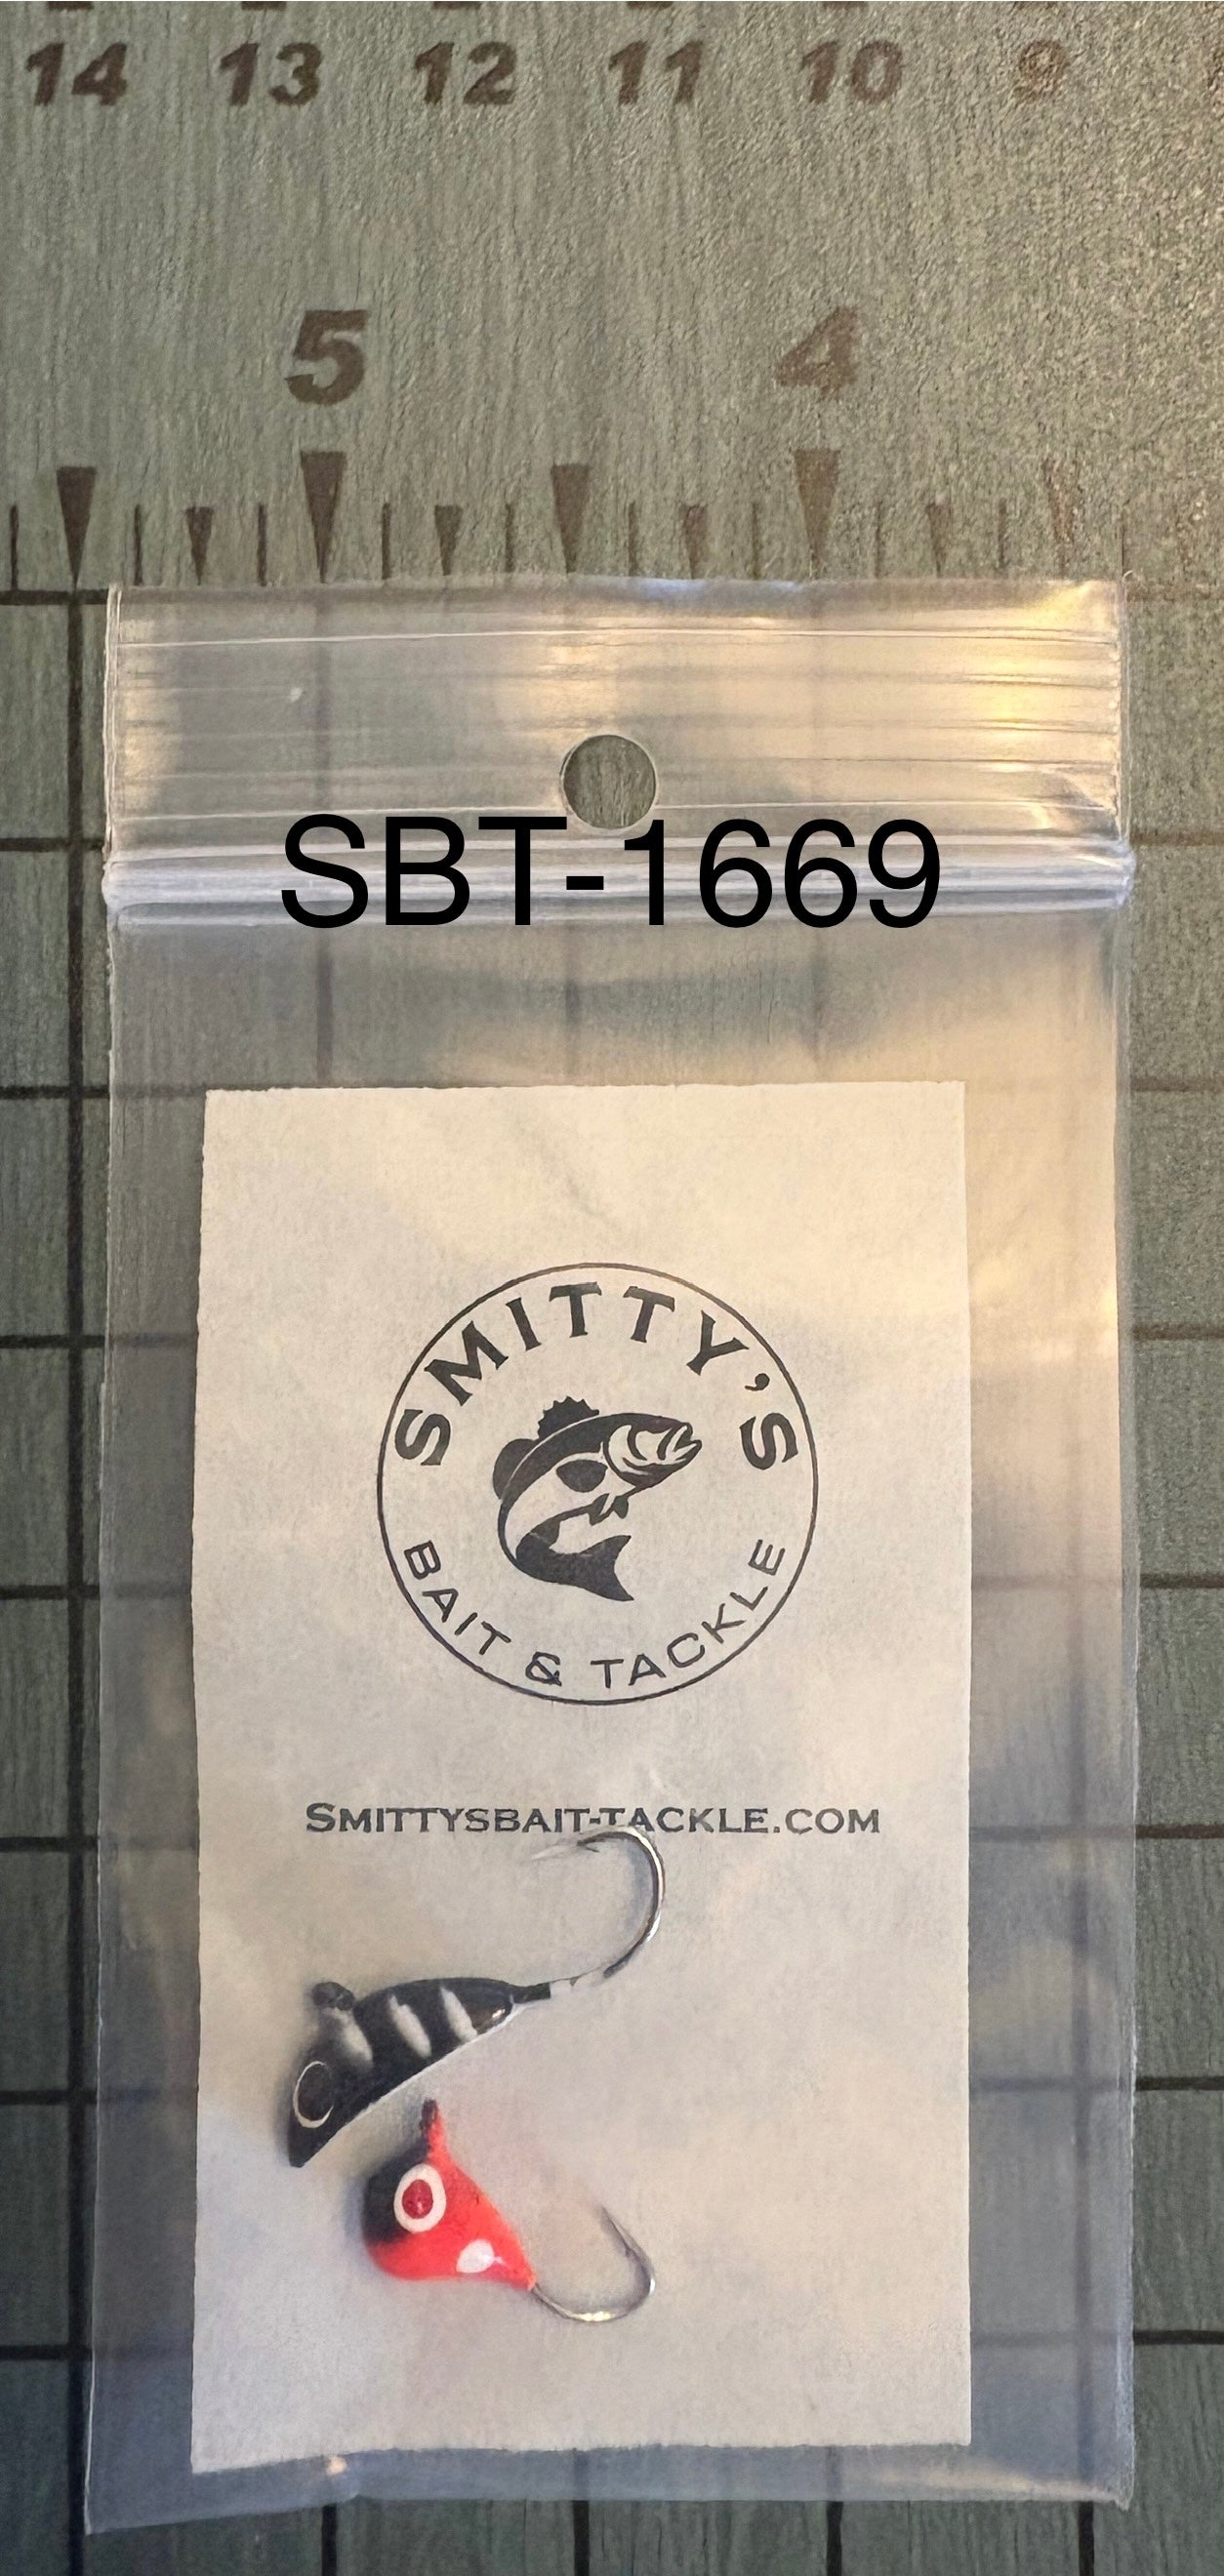 14 13 12 11 10 9
5 4
SBT-1669
SMITTY'S
BAIT & TACKLE
SMITTYSBAIT-TACKLE.COM